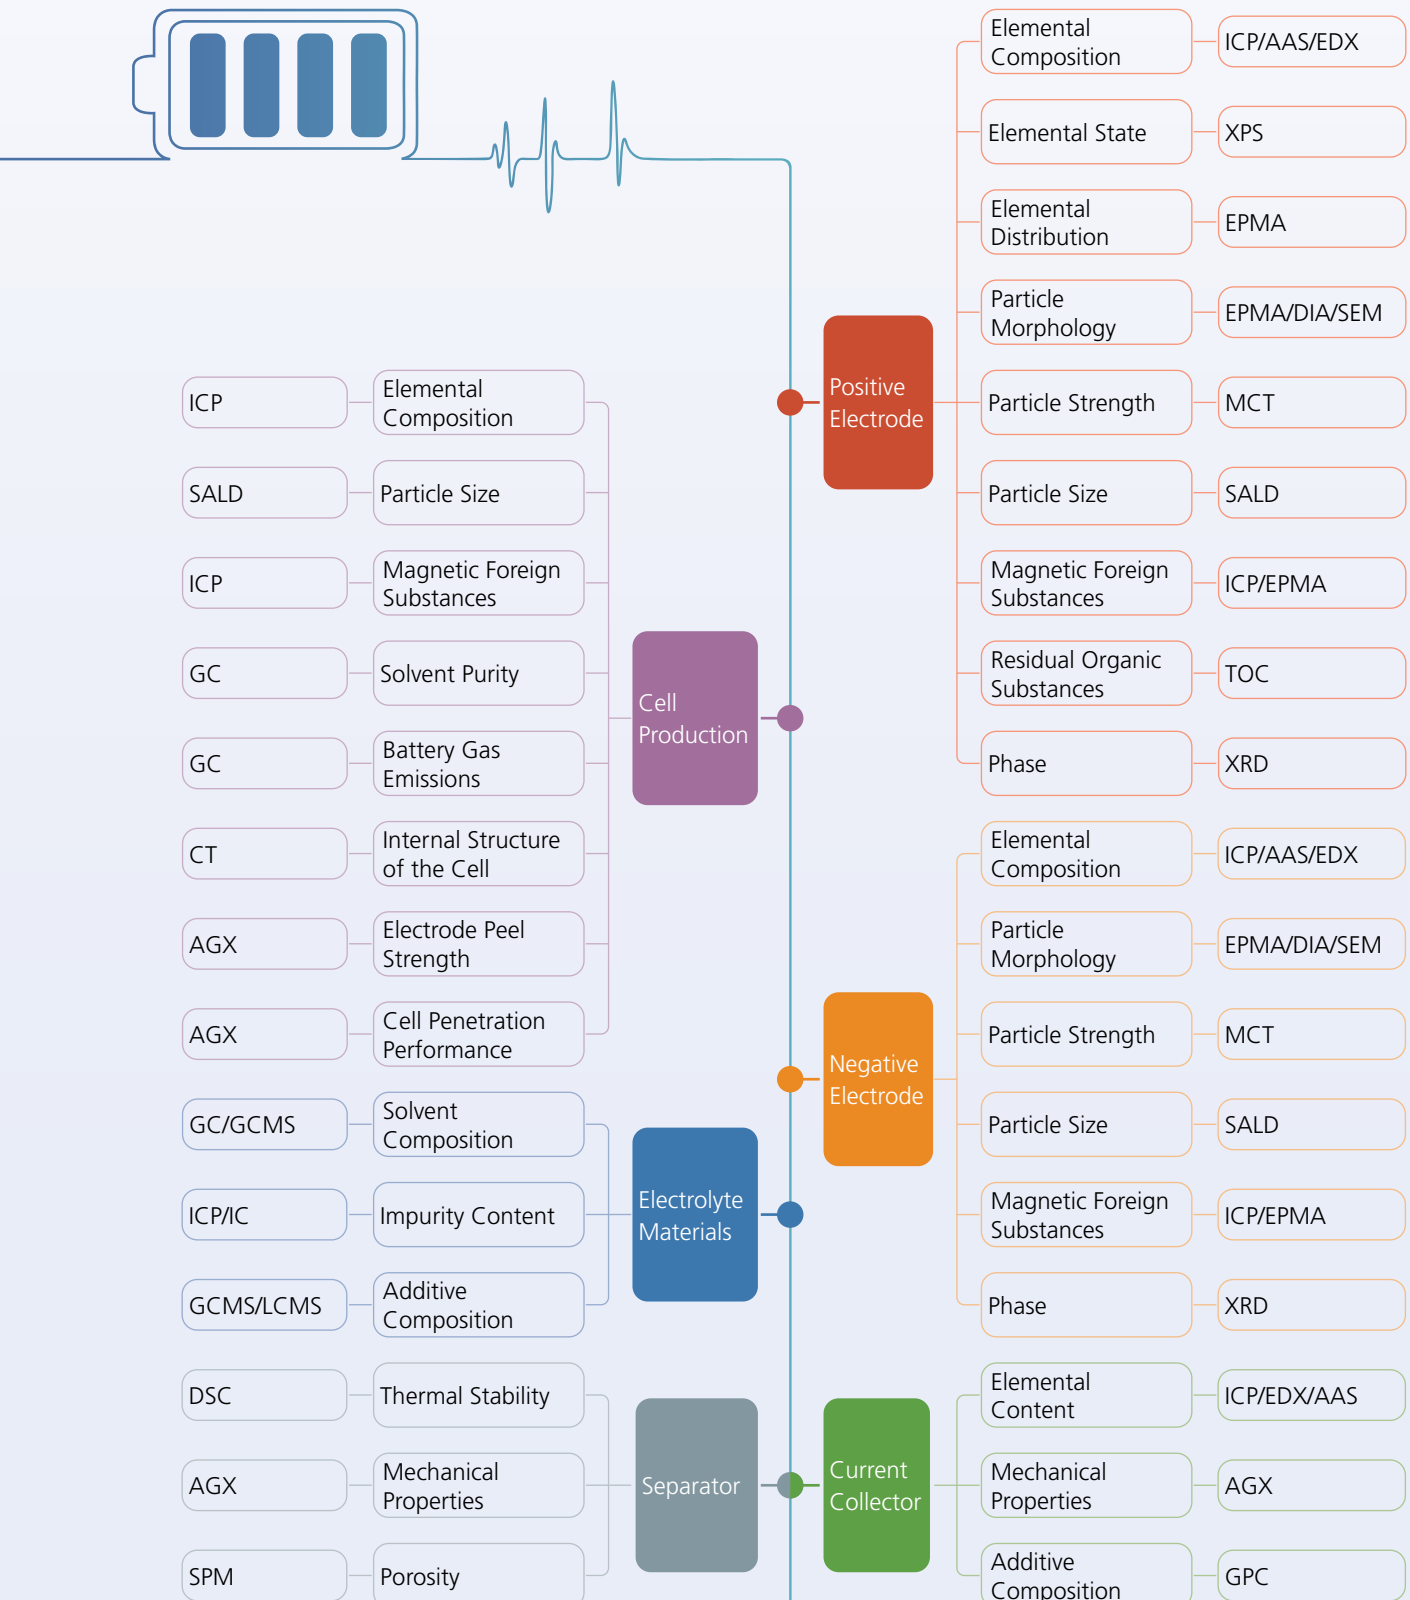 Elemental
Composition
ICP/AAS/EDX
Elemental State
XPS
Elemental
Distribution
EPMA
Particle
Morphology
EPMA/DIA/SEM
Positive
Electrode
Particle Strength
MCT
Particle Size
SALD
Magnetic Foreign
Substances
ICP/EPMA
Residual Organic
Substances
TOC
Phase
XRD
ICP
Elemental
Composition
SALD
Particle Size
ICP
Magnetic Foreign
Substances
GC
Solvent Purity
Cell
Production
GC
Battery Gas
Emissions
CT
Internal Structure
of the Cell
AGX
Electrode Peel
Strength
AGX
Cell Penetration
Performance
Elemental
Composition
ICP/AAS/EDX
Particle
Morphology
EPMA/DIA/SEM
Particle Strength
MCT
Negative
Electrode
Particle Size
SALD
Magnetic Foreign
Substances
ICP/EPMA
Phase
XRD
GC/GCMS
Solvent
Composition
ICP/IC
Impurity Content
Electrolyte
Materials
GCMS/LCMS
Additive
Composition
DSC
Thermal Stability
AGX
Mechanical
Properties
Separator
SPM
Porosity
Current
Collector
Elemental
Content
ICP/EDX/AAS
Mechanical
Properties
AGX
Additive
Composition
GPC